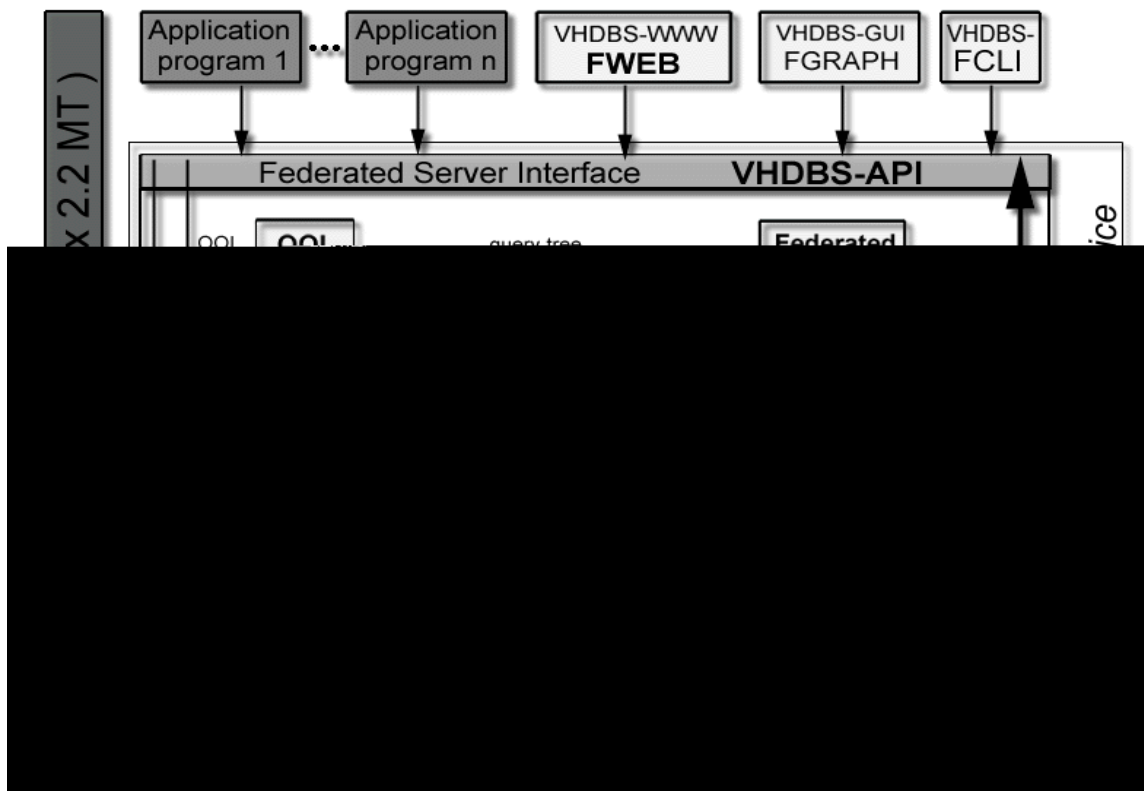 Application
program 1
...
Application
program n
VHDBS-WWW
FWEB
VHDBS-GUI
FGRAPH
VHDBS-
FCLI
x 2.2 MT )
Federated Server Interface VHDBS-API
query tree
Federated